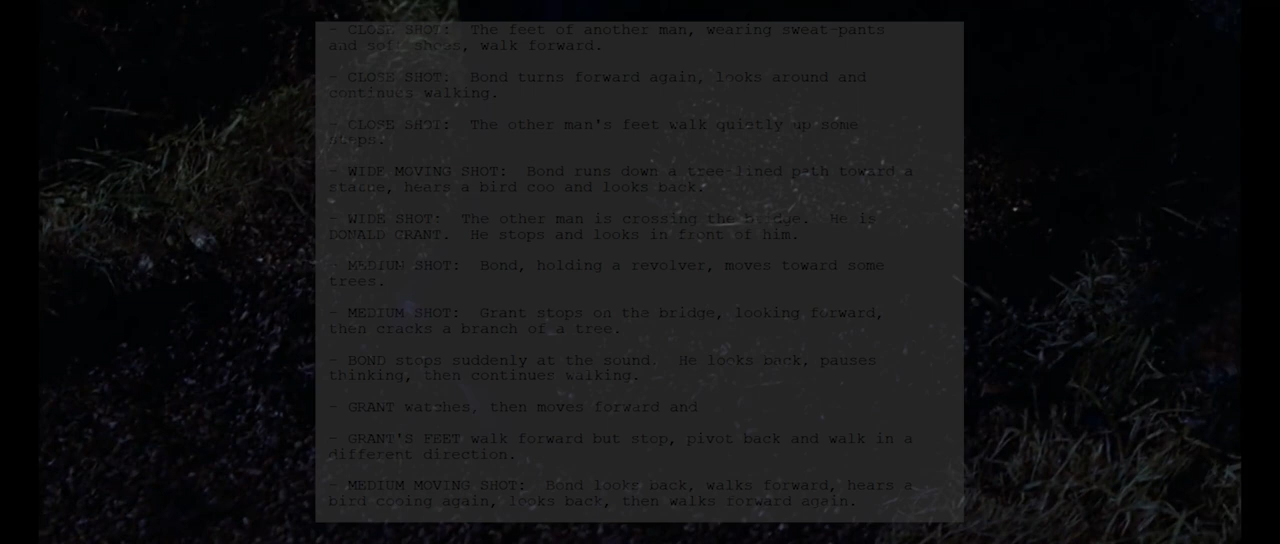 - CLOSE SHOT:  The feet of another man, wearing sweat-pants
and soft shoes, walk forward.
- CLOSE SHOT:  Bond turns forward again, looks around and
continues walking.
- CLOSE SHOT:  The other man's feet walk quietly up some
steps.
- WIDE MOVING SHOT:  Bond runs down a tree-lined path toward a
statue, hears a bird coo and looks back.
- WIDE SHOT:  The other man is crossing the bridge.  He is
DONALD GRANT.  He stops and looks in front of him.
- MEDIUM SHOT:  Bond, holding a revolver, moves toward some
trees.
- MEDIUM SHOT:  Grant stops on the bridge, looking forward,
then cracks a branch of a tree.
- BOND stops suddenly at the sound.  He looks back, pauses
thinking, then continues walking.
- GRANT watches, then moves forward and
- GRANT'S FEET walk forward but stop, pivot back and walk in a
different direction.
- MEDIUM MOVING SHOT:  Bond looks back, walks forward, hears a
bird cooing again, looks back, then walks forward again.